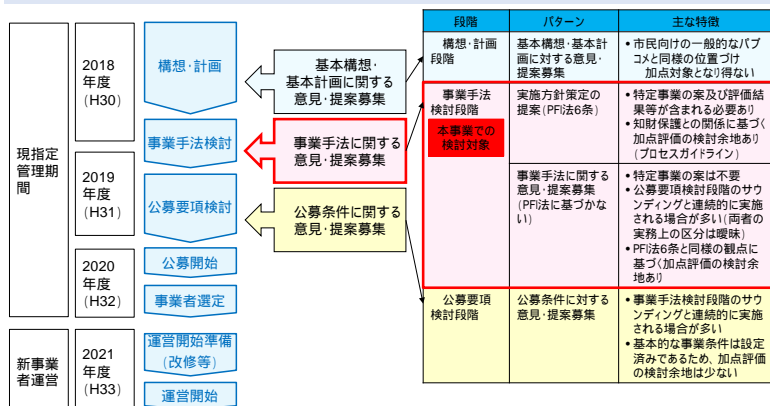 現指定
管理期
間
新事業
者運営
2018
年度
(H30)
2019
年度
(H31)
2020
年度
(H32)
2021
年度
(H33)
構想・計画
事業手法検討
公募要項検討
公募開始
事業者選定
運営開始準備
(改修等)
運営開始
基本構想・
基本計画に関する
意見・提案募集
事業手法に関する
意見・提案募集
公募条件に関する
意見・提案募集
段階
パターン
主な特徴
構想・計画
段階
基本構想・基本計
画に対する意見・
提案募集
• 市民向けの一般的なパブ
コメと同様の位置づけ
加点対象となり得ない
事業手法
検討段階
本事業での
検討対象
実施方針策定の
提案(PFI法6条)
• 特定事業の案及び評価結
果等が含まれる必要あり
• 知財保護との関係に基づく
加点評価の検討余地あり
(プロセスガイドライン)
事業手法に関する
意見・提案募集
(PFI法に基づかな
い)
• 特定事業の案は不要
• 公募要項検討段階のサウ
ンディングと連続的に実施
される場合が多い(両者の
実務上の区分は曖昧)
• PFI法6条と同様の観点に
基づく加点評価の検討余
地あり
公募要項
検討段階
公募条件に対する
意見・提案募集
• 事業手法検討段階のサウ
ンディングと連続的に実施
される場合が多い
• 基本的な事業条件は設定
済みであるため、加点評価
の検討余地は少ない